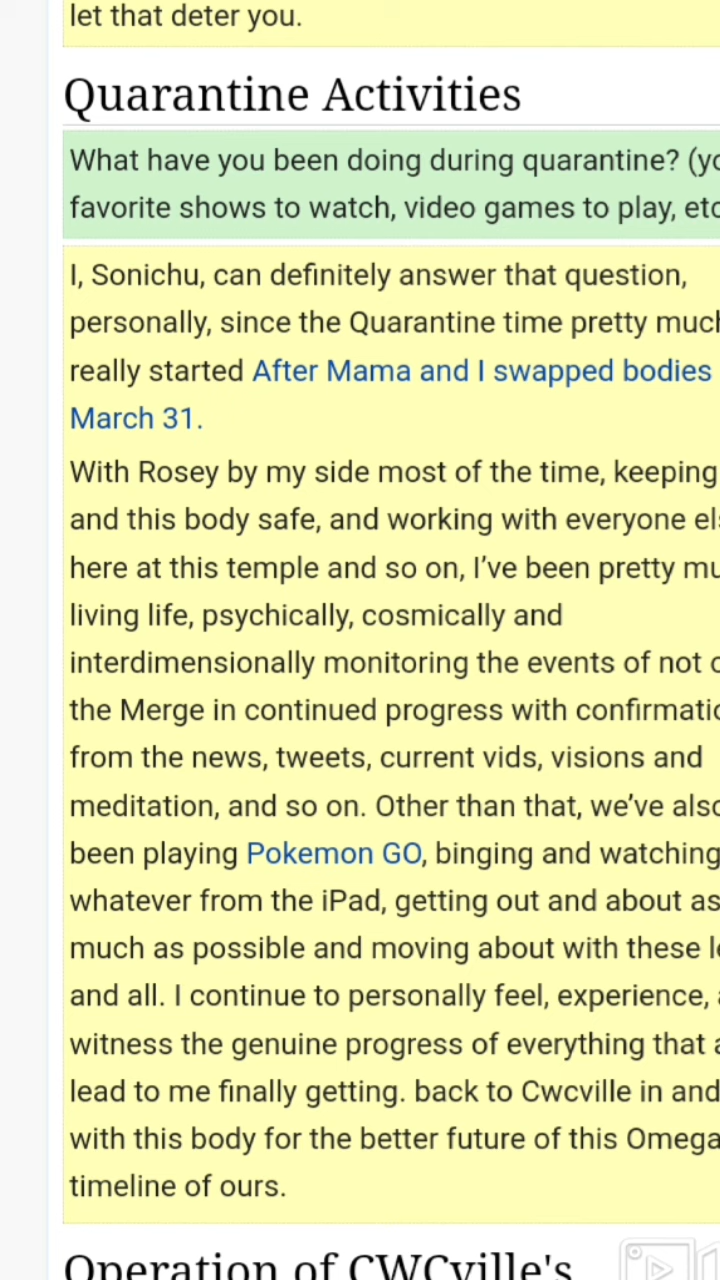 let that deter you.
Quarantine Activities
What have you been doing during quarantine?
favorite shows to watch, video games to play,
I, Sonichu, can definitely answer that question,
personally, since the Quarantine time pretty
really started After Mama and I swapped bodies
March 31.
With Rosey by my side most of the time, keeping
and this body safe, and working with everyone
here at this temple and so on, I've been pretty
living life, psychically, cosmically and
interdimensionally monitoring the events of not
the Merge in continued progress with
from the news, tweets, current vids, visions and
meditation, and so on. Other than that, we've
been playing Pokemon GO, binging and watching
whatever from the iPad, getting out and about as
much as possible and moving about with these
and all. I continue to personally feel, experience,
witness the genuine progress of everything that
lead to me finally getting. back to Cwcville in and
with this body for the better future of this Omega
timeline of ours.
Operation of CWCville's